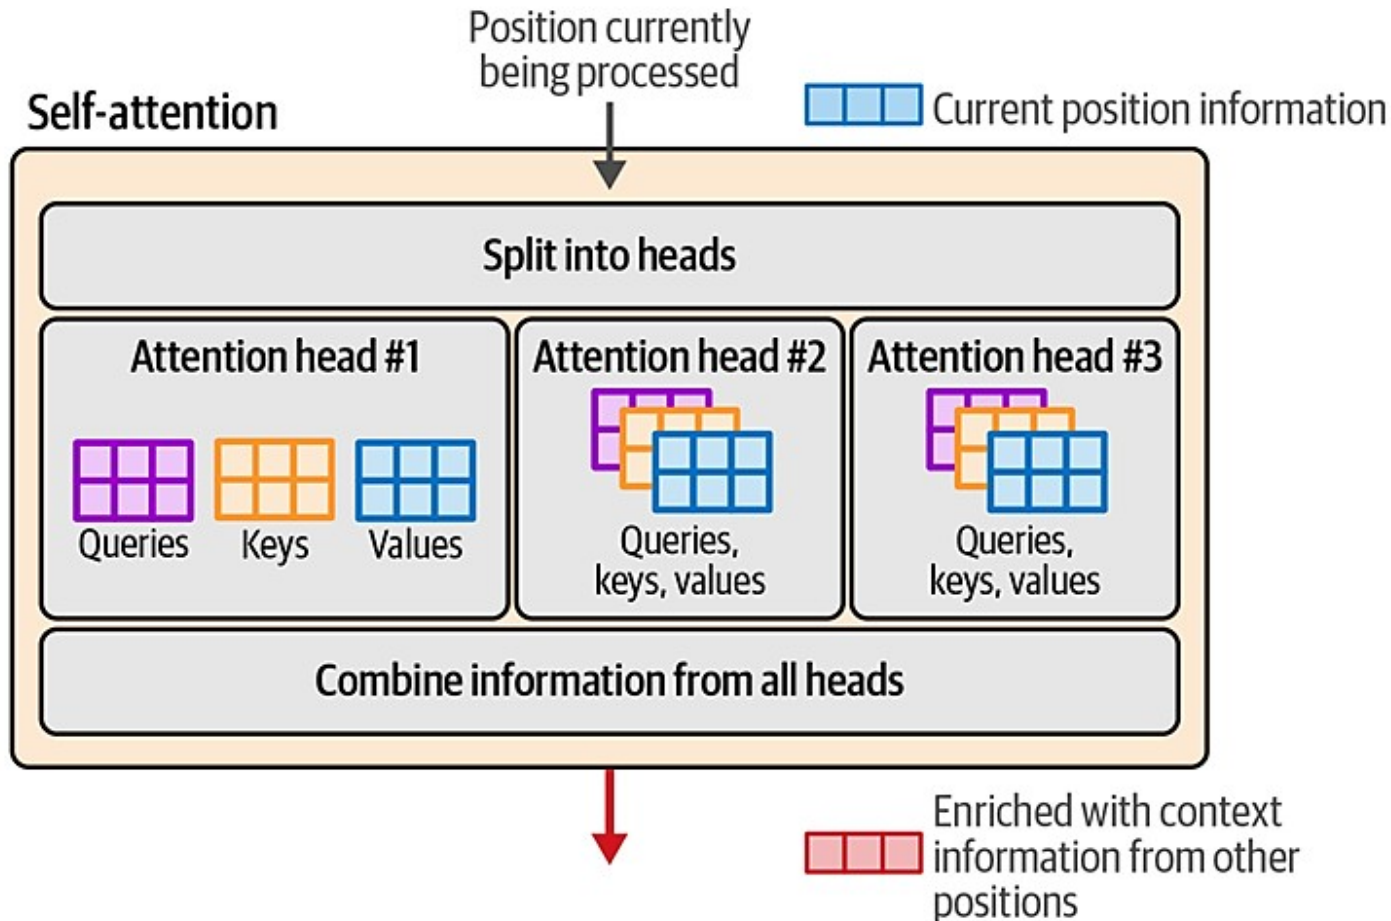 Position currently
being processed
Self-attention
Current position information
Split into heads
Attention head #1
Attention head #2
Attention head #3
Queries
Keys
Values
Queries,
keys, values
Queries,
keys, values
Combine information from all heads
Enriched with context
information from other
positions